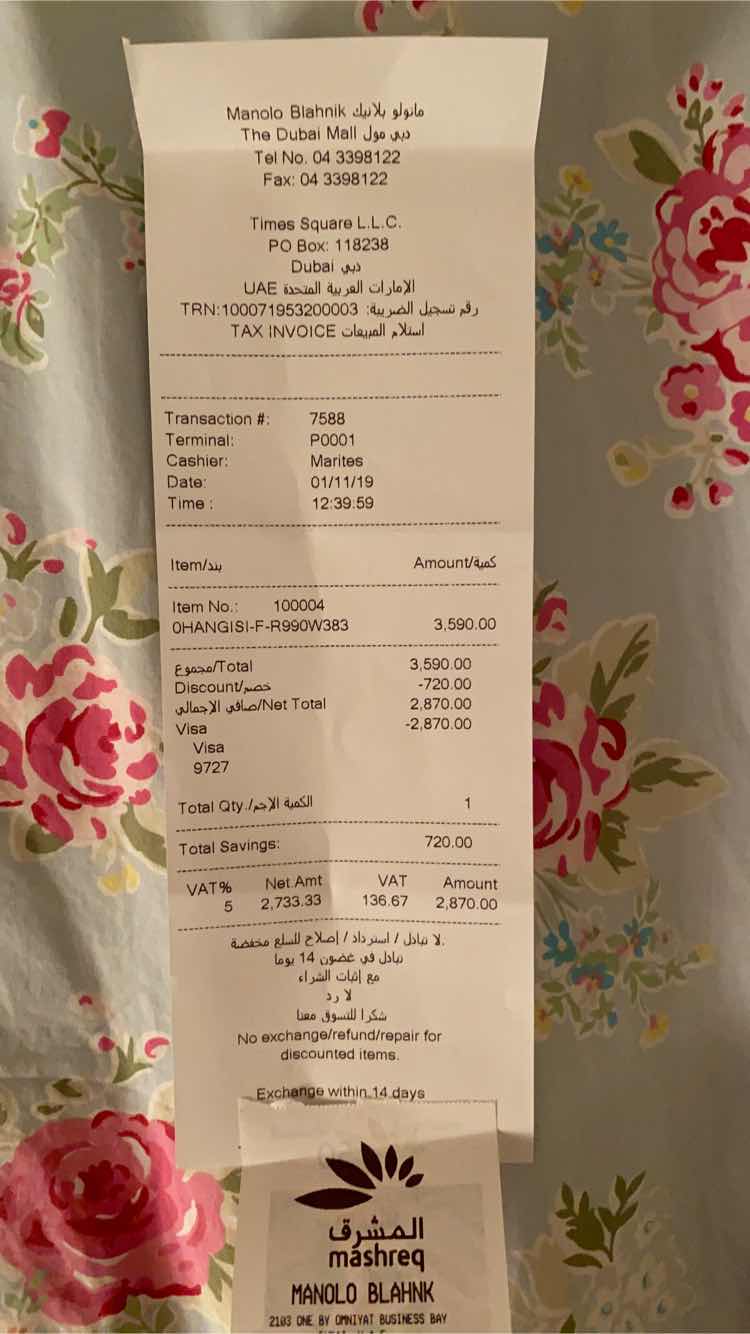 Manolo Blahnik مانولو بلانيك
The Dubai Mall دبي مول
Tel No. 04 3398122
Fax: 04 3398122
Times Square L.L.C.
PO Box: 118238
Dubai دبي
UAE الإمارات العربية المتحدة
TRN:100071953200003 رقم تسجيل الضريبة:
TAX INVOICE استلام المبيعات
Transaction #: 7588
Terminal: P0001
Cashier: Marites
Date: 01/11/19
Time : 12:39:59
Item/بند Amount/كمية
Item No.: 100004
0HANGISI-F-R990W383 3,590.00
مجموع/Total 3,590.00
Discount/خصم -720.00
صافي الإجمالي/Net Total 2,870.00
Visa -2,870.00
Visa
9727
Total Qty./الكمية الإجم 1
Total Savings: 720.00
VAT% Net.Amt VAT Amount
5 2,733.33 136.67 2,870.00
لا تبادل / استرداد / إصلاح للسلع مخفضة.
تبادل في غضون 14 يوما
مع إثبات الشراء
لا رد
شكرا للتسوق معنا
No exchange/refund/repair for
discounted items.
Exchange within 14 days
المشرق
mashreq
MANOLO BLAHNK
2103 ONE BY OMNIYAT BUSINESS BAY